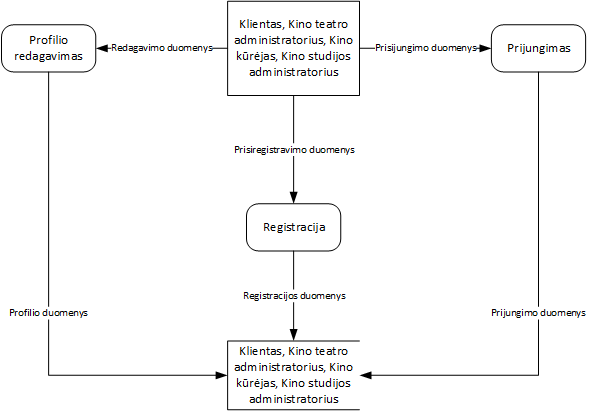 Profilio
redagavimas
Redagavimo duomenys
Klientas, Kino teatro
administratorius, Kino
kūrėjas, Kino studijos
administratorius
Prisijungimo duomenys
Prijungimas
Prisiregistravimo duomenys
Registracija
Registracijos duomenys
Profilio duomenys
Prijungimo duomenys
Klientas, Kino teatro
administratorius, Kino
kūrėjas, Kino studijos
administratorius